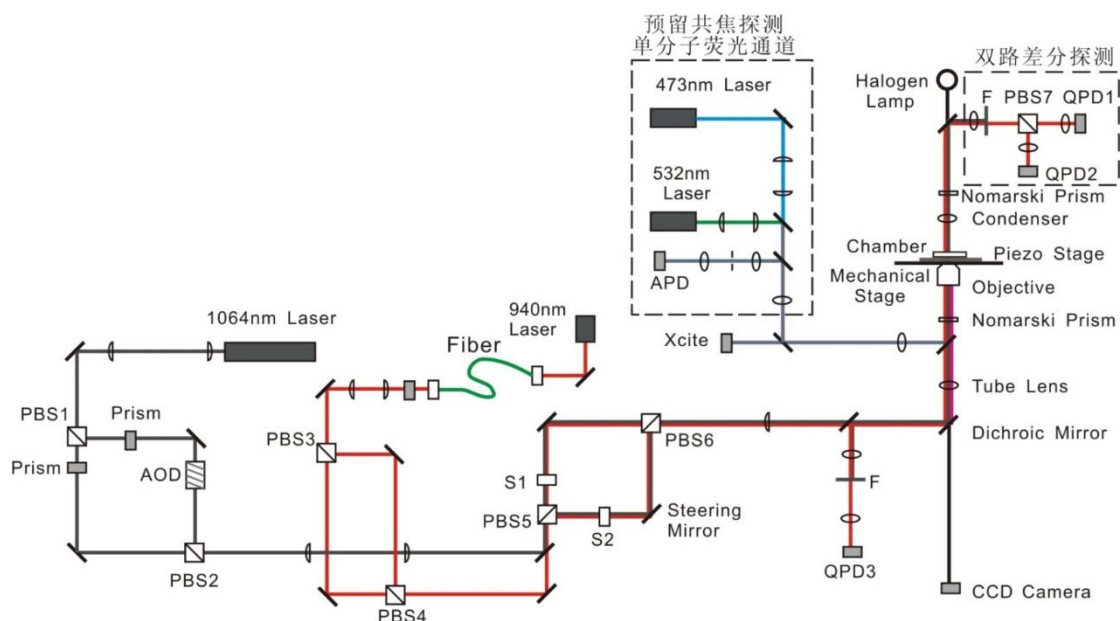 预留共焦探测
单分子荧光通道
双路差分探测
473nm Laser
Halogen
Lamp
F
PBS7
QPD1
532nm
Laser
QPD2
Nomarski Prism
Condenser
APD
Chamber
Piezo Stage
Mechanical
Stage
Objective
1064nm Laser
940nm
Laser
Nomarski Prism
Fiber
Xcite
Tube Lens
PBS1
Prism
PBS3
PBS6
Dichroic Mirror
Prism
AOD
S1
F
PBS5
Steering
Mirror
S2
PBS2
QPD3
PBS4
CCD Camera